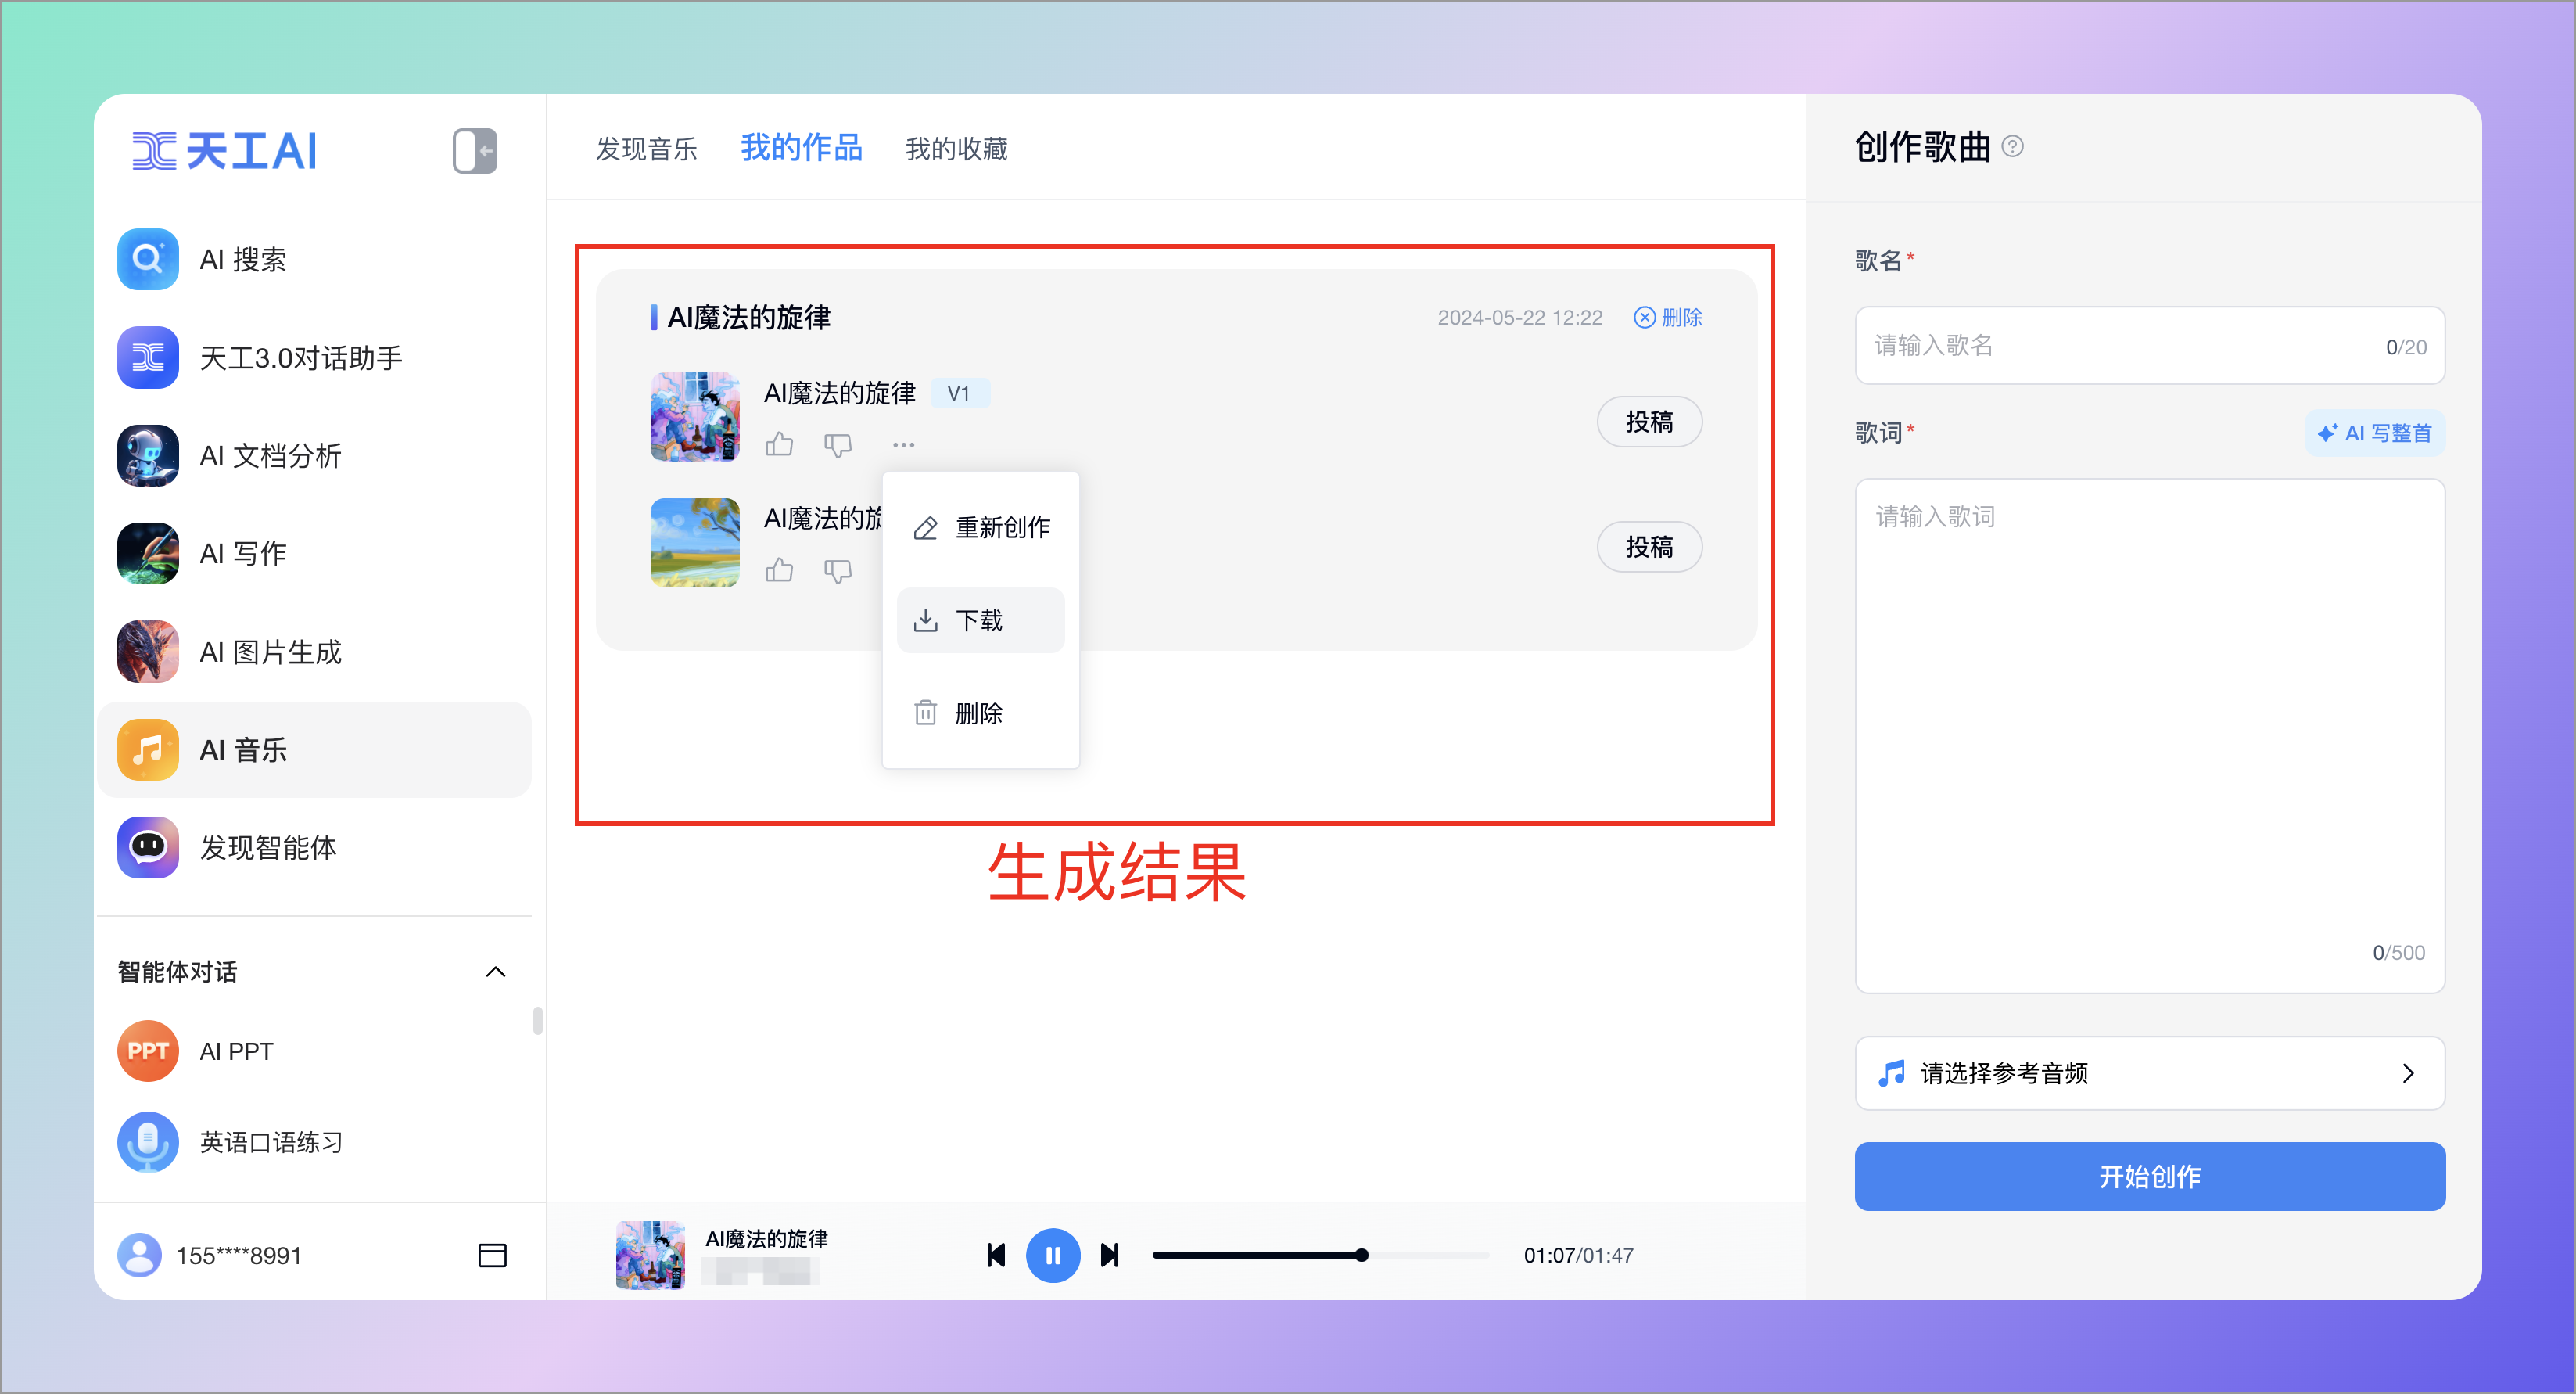 天工AI
AI 搜索
天工3.0对话助手
AI 文档分析
AI 写作
AI 图片生成
AI 音乐
发现智能体
智能体对话
PPT
AI PPT
英语口语练习
155****8991
发现音乐
我的作品
我的收藏
AI魔法的旋律
2024-05-22 12:22
删除
AI魔法的旋律
V1
投稿
AI魔法的旋
投稿
重新创作
下载
删除
生成结果
AI魔法的旋律
01:07/01:47
创作歌曲
歌名*
请输入歌名
0/20
歌词*
AI 写整首
请输入歌词
0/500
请选择参考音频
开始创作